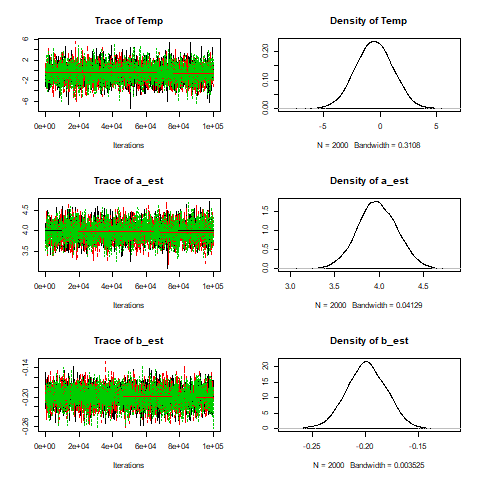 Trace of Temp
6
2
-2
-6
0e+00 2e+04 4e+04 6e+04 8e+04 1e+05
Iterations
Density of Temp
0.20
0.10
0.00
-5 0 5
N = 2000 Bandwidth = 0.3108
Trace of a_est
4.5
4.0
3.5
0e+00 2e+04 4e+04 6e+04 8e+04 1e+05
Iterations
Density of a_est
1.5
1.0
0.5
0.0
3.0 3.5 4.0 4.5
N = 2000 Bandwidth = 0.04129
Trace of b_est
-0.14
-0.20
-0.26
0e+00 2e+04 4e+04 6e+04 8e+04 1e+05
Iterations
Density of b_est
20
15
10
5
0
-0.25 -0.20 -0.15
N = 2000 Bandwidth = 0.003525